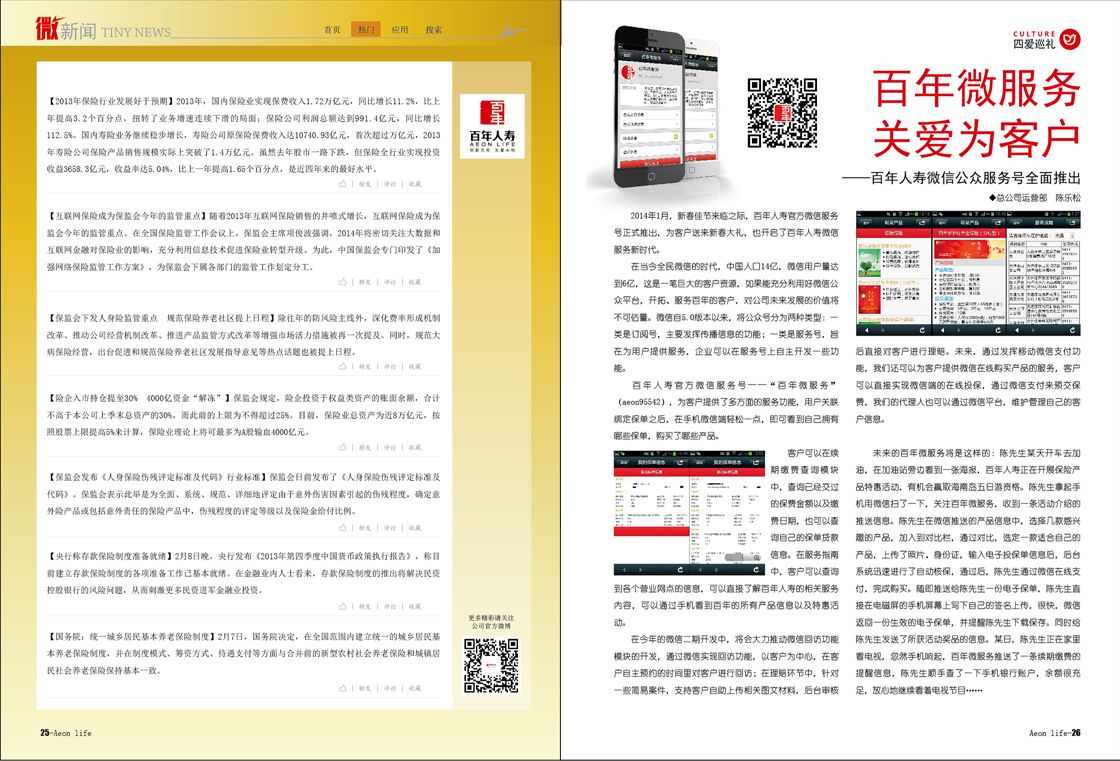 微新闻 TINY NEWS
首页 热门 应用 搜索
【2013年保险行业发展好于预期】2013年，国内保险业实现保费收入1.72万亿元，同比增长11.2%，比上
年提高3.2个百分点，扭转了业务增速连续下滑的局面；保险公司利润总额达到991.4亿元，同比增长
112.5%。国内寿险业务继续稳步增长，寿险公司原保险保费收入达10740.93亿元，首次超过万亿元，2013
年寿险公司保险产品销售规模实际上突破了1.4万亿元。虽然去年股市一路下跌，但保险全行业实现投资
收益3658.3亿元，收益率达5.04%，比上一年提高1.65个百分点，是近四年来的最好水平。
转发 | 评论 | 收藏
【互联网保险成为保监会今年的监管重点】随着2013年互联网保险销售的井喷式增长，互联网保险成为保
监会今年的监管重点。在全国保险监管工作会议上，保监会主席项俊波强调，2014年将密切关注大数据和
互联网金融对保险业的影响，充分利用信息技术促进保险业转型升级。为此，中国保监会专门印发了《加
强网络保险监管工作方案》，为保监会下属各部门的监管工作划定分工。
转发 | 评论 | 收藏
【保监会下发人身险监管重点 规范保险养老社区提上日程】除往年的防风险主线外，深化费率形成机制
改革、推动公司经营机制改革、推进产品监管方式改革等增强市场活力措施被再一次提及。同时，规范大
病保险经营，出台促进和规范保险养老社区发展指导意见等热点话题也被提上日程。
转发 | 评论 | 收藏
【险企入市持仓提至30% 4000亿资金“解冻”】保监会规定，险企投资于权益类资产的账面余额，合计
不高于本公司上季末总资产的30%，而此前的上限为不得超过25%。目前，保险业总资产为近8万亿元，按
照股票上限提高5%来计算，保险业理论上将可最多为A股输血4000亿元。
转发 | 评论 | 收藏
【保监会发布《人身保险伤残评定标准及代码》行业标准】保监会日前发布了《人身保险伤残评定标准及
代码》。保监会表示此举是为全面、系统、规范、详细地评定由于意外伤害因素引起的伤残程度，确定意
外险产品或包括意外责任的保险产品中，伤残程度的评定等级以及保险金给付比例。
转发 | 评论 | 收藏
【央行称存款保险制度准备就绪】2月8日晚，央行发布《2013年第四季度中国货币政策执行报告》，称目
前建立存款保险制度的各项准备工作已基本就绪。在金融业内人士看来，存款保险制度的推出将解决民资
控股银行的风险问题，从而刺激更多民资进军金融业投资。
转发 | 评论 | 收藏
【国务院：统一城乡居民基本养老保险制度】2月7日，国务院决定，在全国范围内建立统一的城乡居民基
本养老保险制度，并在制度模式、筹资方式、待遇支付等方面与合并前的新型农村社会养老保险和城镇居
民社会养老保险保持基本一致。
转发 | 评论 | 收藏
百年
百年人寿
AEON LIFE
更多精彩请关注
公司官方微博
25-Aeon life
CULTURE
四爱巡礼
百年微服务
关爱为客户
——百年人寿微信公众服务号全面推出
◆总公司运营部 陈乐松
2014年1月，新春佳节来临之际，百年人寿官方微信服务
号正式推出，为客户送来新春大礼，也开启了百年人寿微信
服务新时代。
在当今全民微信的时代，中国人口14亿，微信用户量达
到6亿，这是一笔巨大的客户资源，如果能充分利用好微信公
众平台，开拓、服务百年的客户，对公司未来发展的价值将
不可估量。微信自5.0版本以来，将公众号分为两种类型：一
类是订阅号，主要发挥传播信息的功能；一类是服务号，旨
在为用户提供服务，企业可以在服务号上自主开发一些功
能。
百年人寿官方微信服务号——“百年微服务”
（aeon95542），为客户提供了多方面的服务功能，用户关联
绑定保单之后，在手机微信端轻松一点，即可看到自己拥有
哪些保单，购买了哪些产品。
客户可以在续
期缴费查询模块
中，查询已经交过
的保费金额以及缴
费日期，也可以查
询自己的保单贷款
信息。在服务指南
中，客户可以查询
到各个营业网点的信息，可以直接了解百年人寿的相关服务
内容，可以通过手机看到百年的所有产品信息以及特惠活
动。
在今年的微信二期开发中，将会大力推动微信回访功能
模块的开发，通过微信实现回访功能，以客户为中心，在客
户自主预约的时间里对客户进行回访；在理赔环节中，针对
一些简易案件，支持客户自助上传相关图文材料，后台审核
后直接对客户进行理赔。未来，通过发挥移动微信支付功
能，我们还可以为客户提供微信在线购买产品的服务，客户
可以直接实现微信端的在线投保，通过微信支付来预交保
费，我们的代理人也可以通过微信平台，维护管理自己的客
户信息。
未来的百年微服务将是这样的：陈先生某天开车去加
油，在加油站旁边看到一张海报，百年人寿正在开展保险产
品特惠活动，有机会赢取海南岛五日游资格。陈先生拿起手
机用微信扫了一下，关注百年微服务，收到一条活动介绍的
推送信息。陈先生在微信推送的产品信息中，选择几款感兴
趣的产品，加入到对比栏，通过对比，选定一款适合自己的
产品，上传了照片，身份证，输入电子投保单信息后，后台
系统迅速进行了自动核保，通过后，陈先生通过微信在线支
付，完成购买。随即推送给陈先生一份电子保单，陈先生直
接在电磁屏的手机屏幕上写下自己的签名上传，很快，微信
返回一份生效的电子保单，并提醒陈先生下载保存。同时给
陈先生发送了所获活动奖品的信息。某日，陈先生正在家里
看电视，忽然手机响起，百年微服务推送了一条续期缴费的
提醒信息，陈先生顺手查了一下手机银行账户，余额很充
足，放心地继续看着电视节目……
Aeon life-26